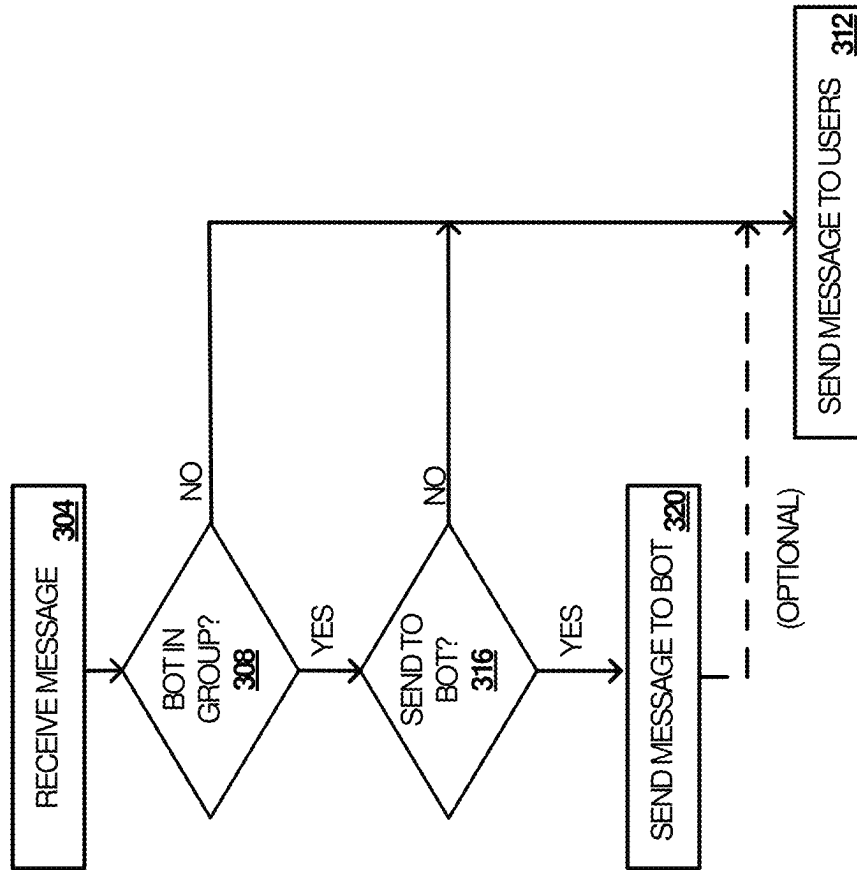 RECEIVE MESSAGE
304
BOT IN
GROUP?
308
NO
YES
SEND TO
BOT?
316
NO
YES
SEND MESSAGE TO BOT
320
(OPTIONAL)
SEND MESSAGE TO USERS
312